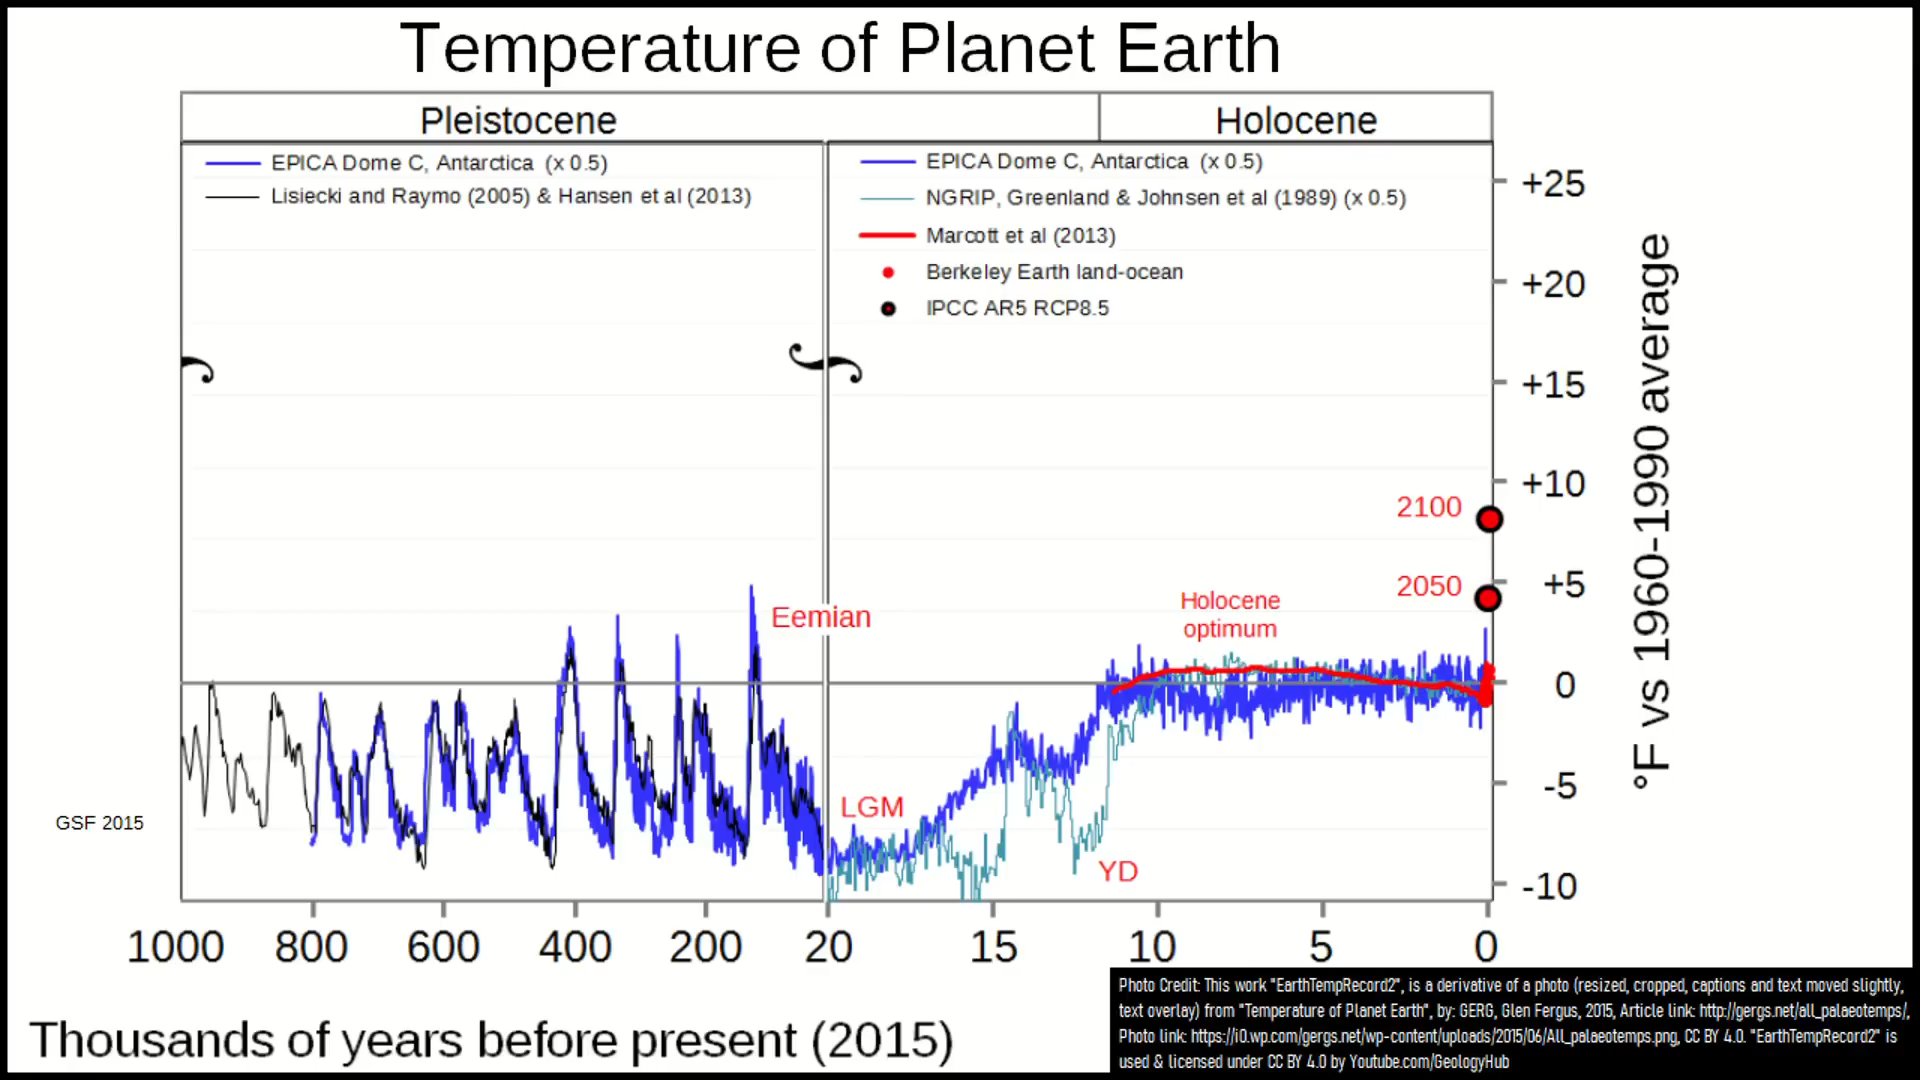 Temperature of Planet Earth
Pleistocene
Holocene
EPICA Dome C, Antarctica (x 0.5)
Lisiecki and Raymo (2005) & Hansen et al (2013)
EPICA Dome C, Antarctica (x 0.5)
NGRIP, Greenland & Johnsen et al (1989) (x 0.5)
Marcott et al (2013)
Berkeley Earth land-ocean
IPCC AR5 RCP8.5
+25
+20
+15
+10
+5
0
-5
-10
°F vs 1960-1990 average
2100
2050
Holocene
optimum
Eemian
LGM
YD
GSF 2015
1000 800 600 400 200 20 15 10 5 0
Thousands of years before present (2015)
Photo Credit: This work "EarthTempRecord2", is a derivative of a photo (resized, cropped, captions and text moved slightly,
text overlay) from "Temperature of Planet Earth", by: GERG, Glen Fergus, 2015, Article link: http://gergs.net/all_palaeotemps/,
Photo link: https://i0.wp.com/gergs.net/wp-content/uploads/2015/06/All_palaeotemps.png, CC BY 4.0. "EarthTempRecord2" is
used & licensed under CC BY 4.0 by Youtube.com/GeologyHub